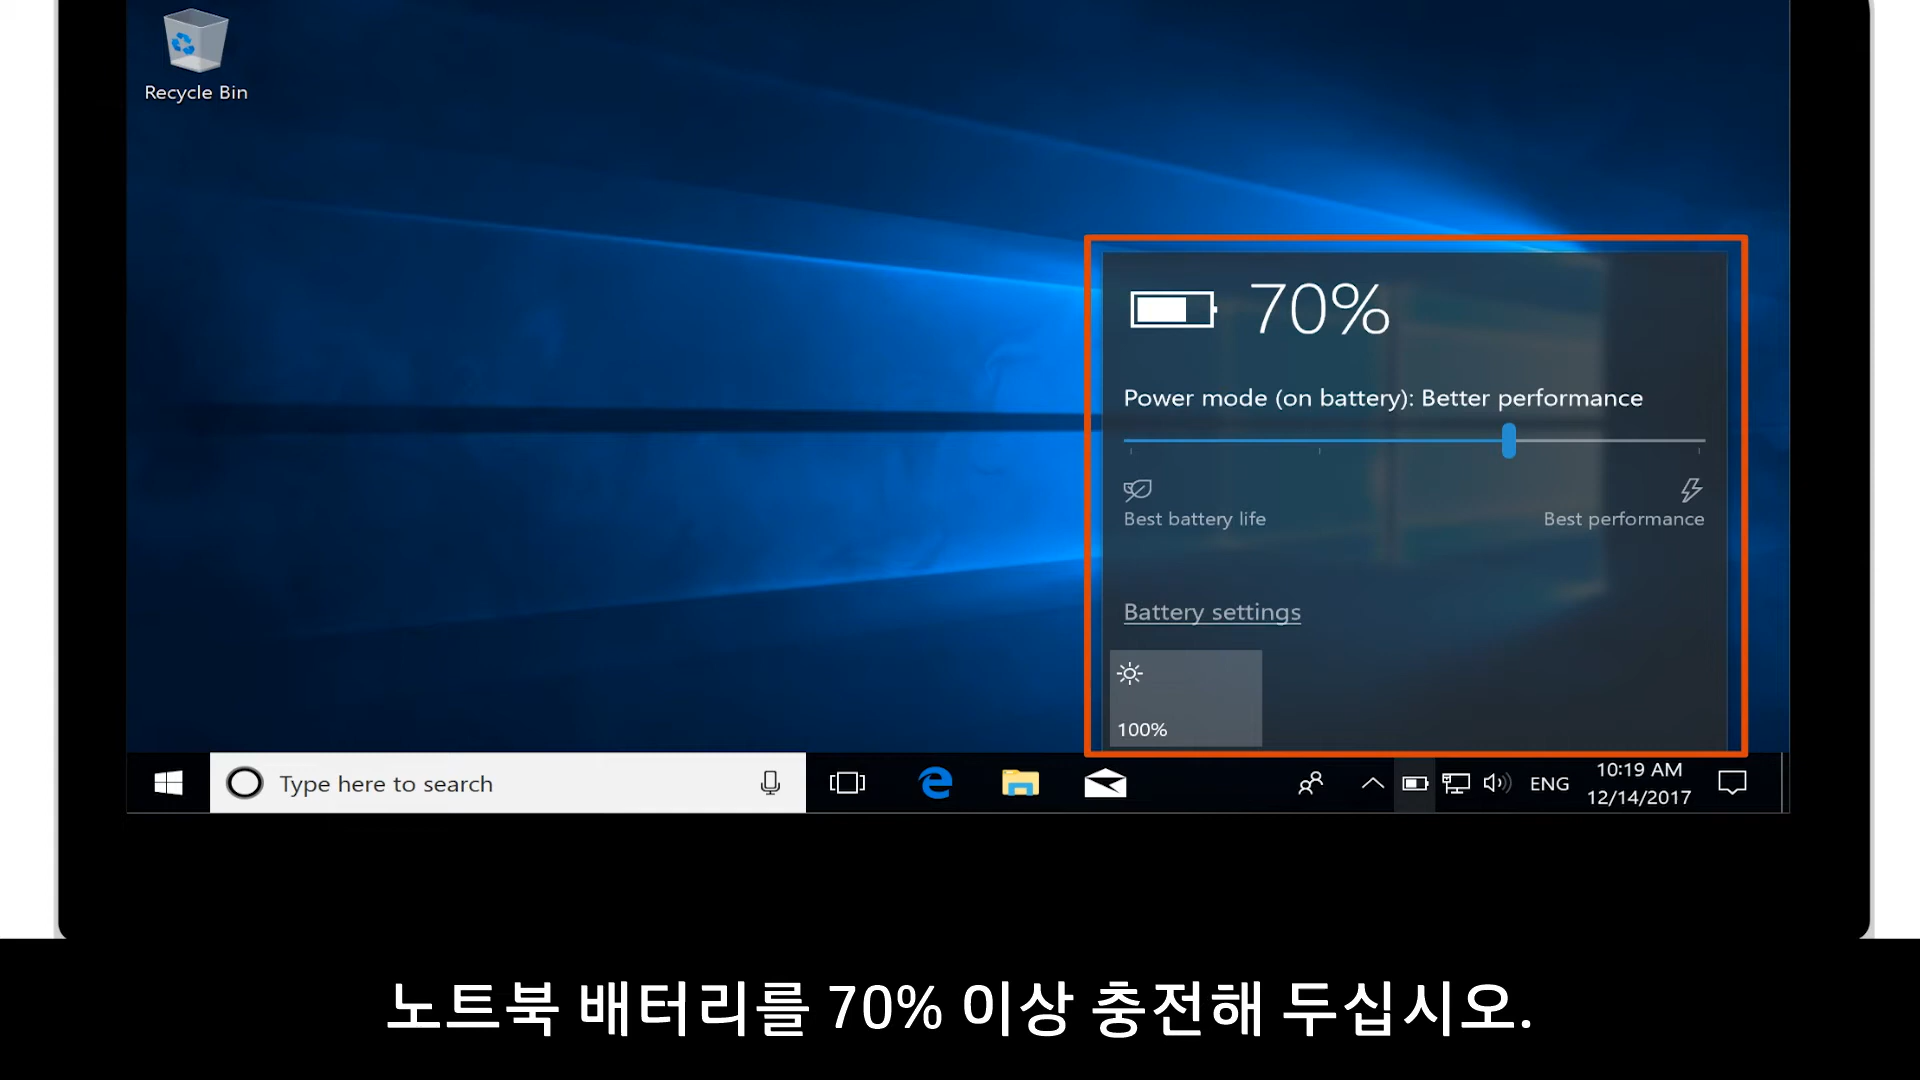 Recycle Bin
70%
Power mode (on battery): Better performance
Best battery life
Best performance
Battery settings
100%
Type here to search
ENG
10:19 AM
12/14/2017
노트북 배터리를 70% 이상 충전해 두십시오.